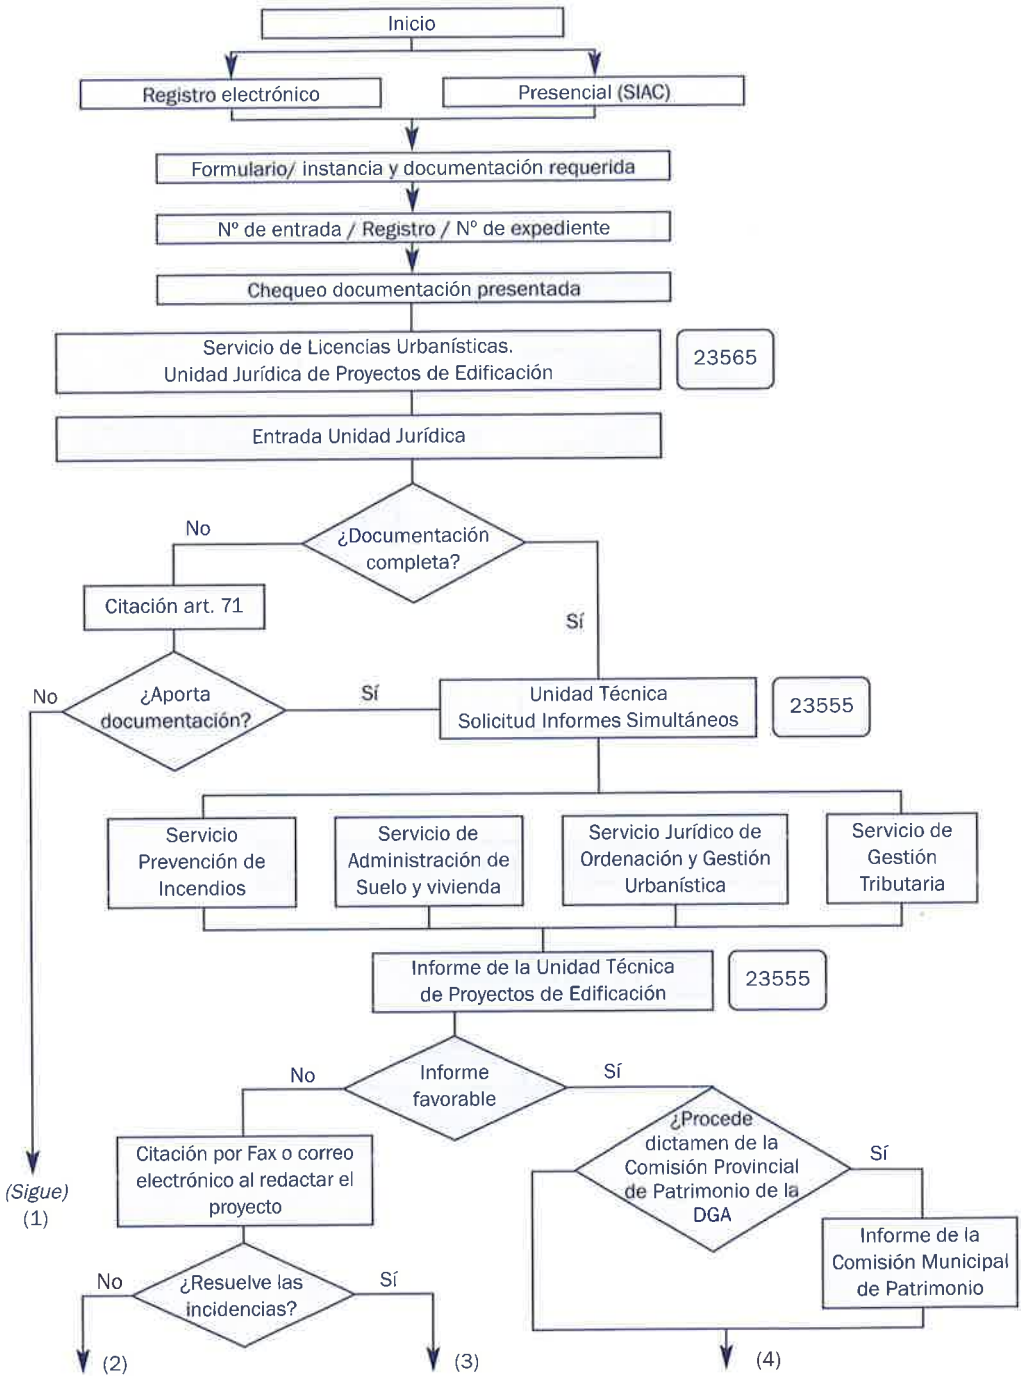 Inicio
Registro electrónico
Presencial (SIAC)
Formulario/ instancia y documentación requerida
Nº de entrada / Registro / Nº de expediente
Chequeo documentación presentada
Servicio de Licencias Urbanísticas.
Unidad Jurídica de Proyectos de Edificación
23565
Entrada Unidad Jurídica
¿Documentación
completa?
No
Sí
Citación art. 71
¿Aporta
documentación?
No
Sí
Unidad Técnica
Solicitud Informes Simultáneos
23555
Servicio
Prevención de
Incendios
Servicio de
Administración de
Suelo y vivienda
Servicio Jurídico de
Ordenación y Gestión
Urbanística
Servicio de
Gestión
Tributaria
Informe de la Unidad Técnica
de Proyectos de Edificación
23555
Informe
favorable
No
Sí
Citación por Fax o correo
electrónico al redactar el
proyecto
¿Procede
dictamen de la
Comisión Provincial
de Patrimonio de la
DGA
Sí
Informe de la
Comisión Municipal
de Patrimonio
(Sigue)
(1)
¿Resuelve las
incidencias?
No
Sí
(2)
(3)
(4)